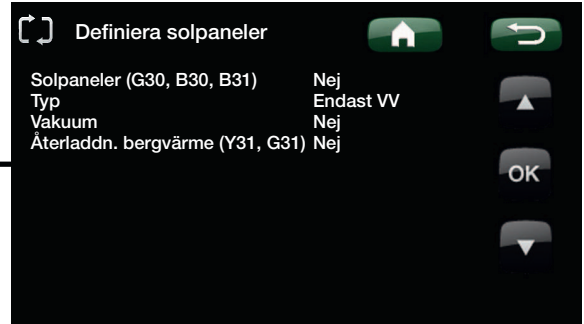 Definiera solpaneler
Solpaneler (G30, B30, B31) Nej
Typ Endast VV
Vakuum Nej
Återladdn. bergvärme (Y31, G31) Nej
OK